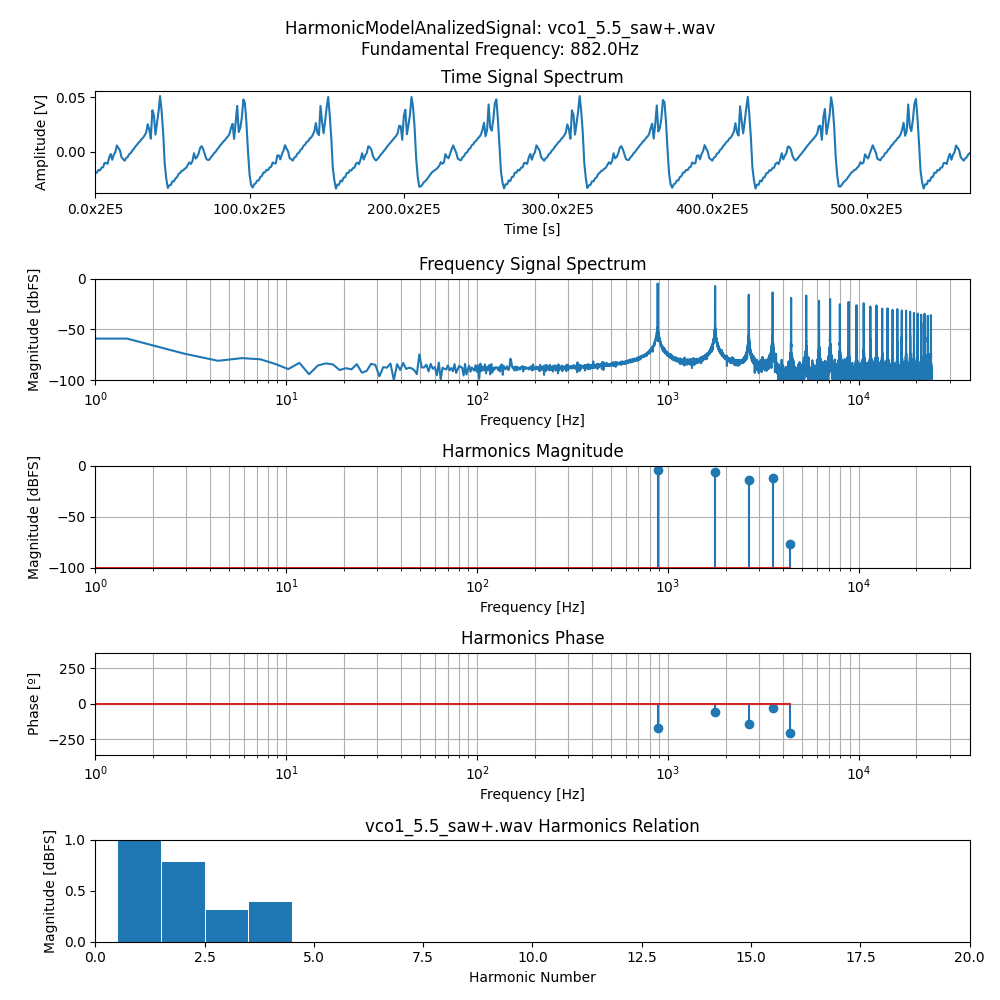 HarmonicModelAnalizedSignal: vco1_5.5_saw+.wav
Fundamental Frequency: 882.0Hz
Time Signal Spectrum
Amplitude [V]
0.05
0.00
0.0x2E5 100.0x2E5 200.0x2E5 300.0x2E5 400.0x2E5 500.0x2E5
Time [s]
Frequency Signal Spectrum
Magnitude [dbFS]
0
−50
−100
10⁰ 10¹ 10² 10³ 10⁴
Frequency [Hz]
Harmonics Magnitude
Magnitude [dBFS]
0
−50
−100
10⁰ 10¹ 10² 10³ 10⁴
Frequency [Hz]
Harmonics Phase
Phase [º]
250
0
−250
10⁰ 10¹ 10² 10³ 10⁴
Frequency [Hz]
vco1_5.5_saw+.wav Harmonics Relation
Magnitude [dBFS]
1.0
0.5
0.0
0.0 2.5 5.0 7.5 10.0 12.5 15.0 17.5 20.0
Harmonic Number